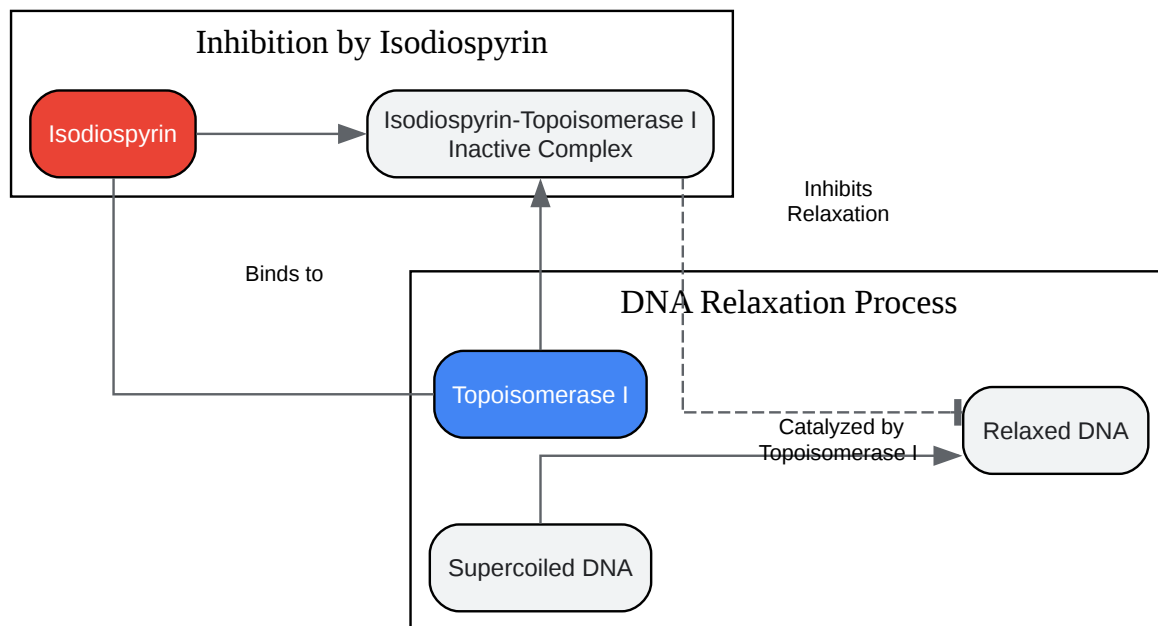 Inhibition by Isodiospyrin
Isodiospyrin
Isodiospyrin-Topoisomerase I
Inactive Complex
Inhibits
Relaxation
Binds to
DNA Relaxation Process
Topoisomerase I
Catalyzed by
Topoisomerase I
Relaxed DNA
Supercoiled DNA